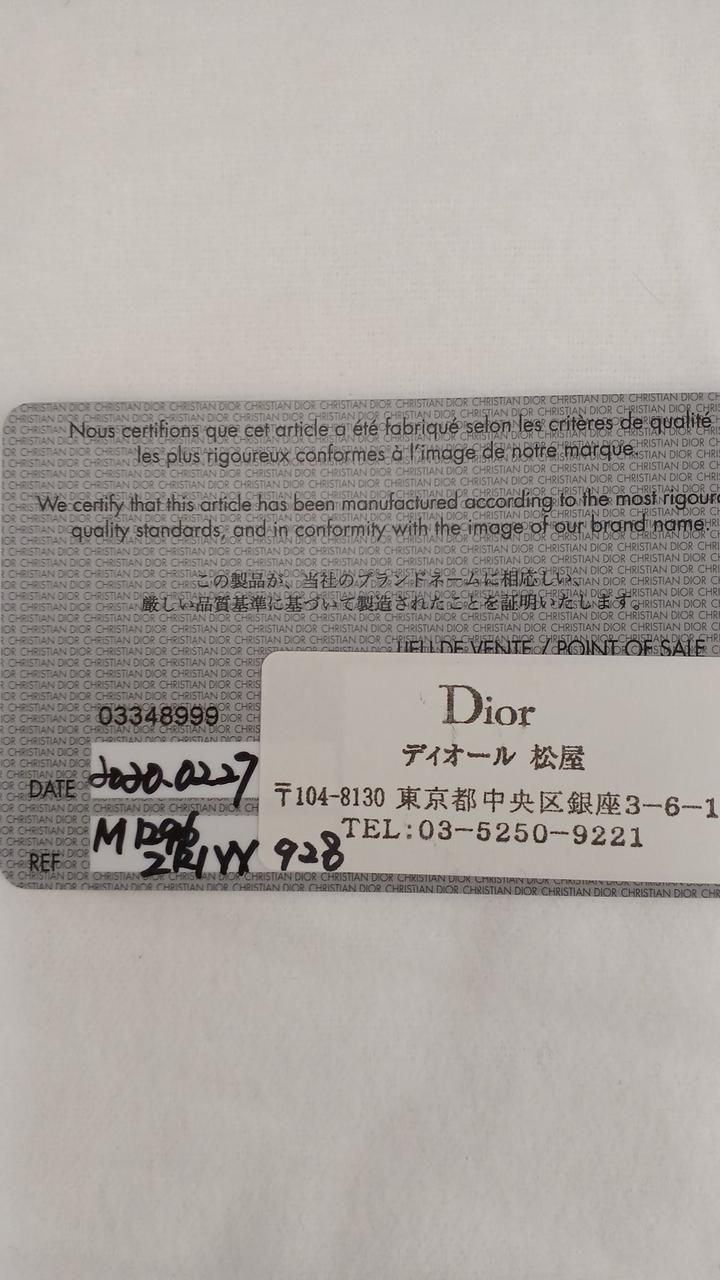 Nous certifions que cet article a été fabriqué selon les critères de qualité
les plus rigoureux conformes à l'image de notre marque.
We certify that this article has been manufactured according to the most rigouro
quality standards, and in conformity with the image of our brand name.
この製品が、当社のブランドネームに相応しい、
厳しい品質基準に基づいて製造されたことを証明いたします。
LIEU DE VENTE / POINT OF SALE
03348999
Dior
ディオール 松屋
〒104-8130 東京都中央区銀座3-6-1
TEL:03-5250-9221
DATE 2020.0227
REF M1296
ZRIVY 928
CHRISTIAN DIOR